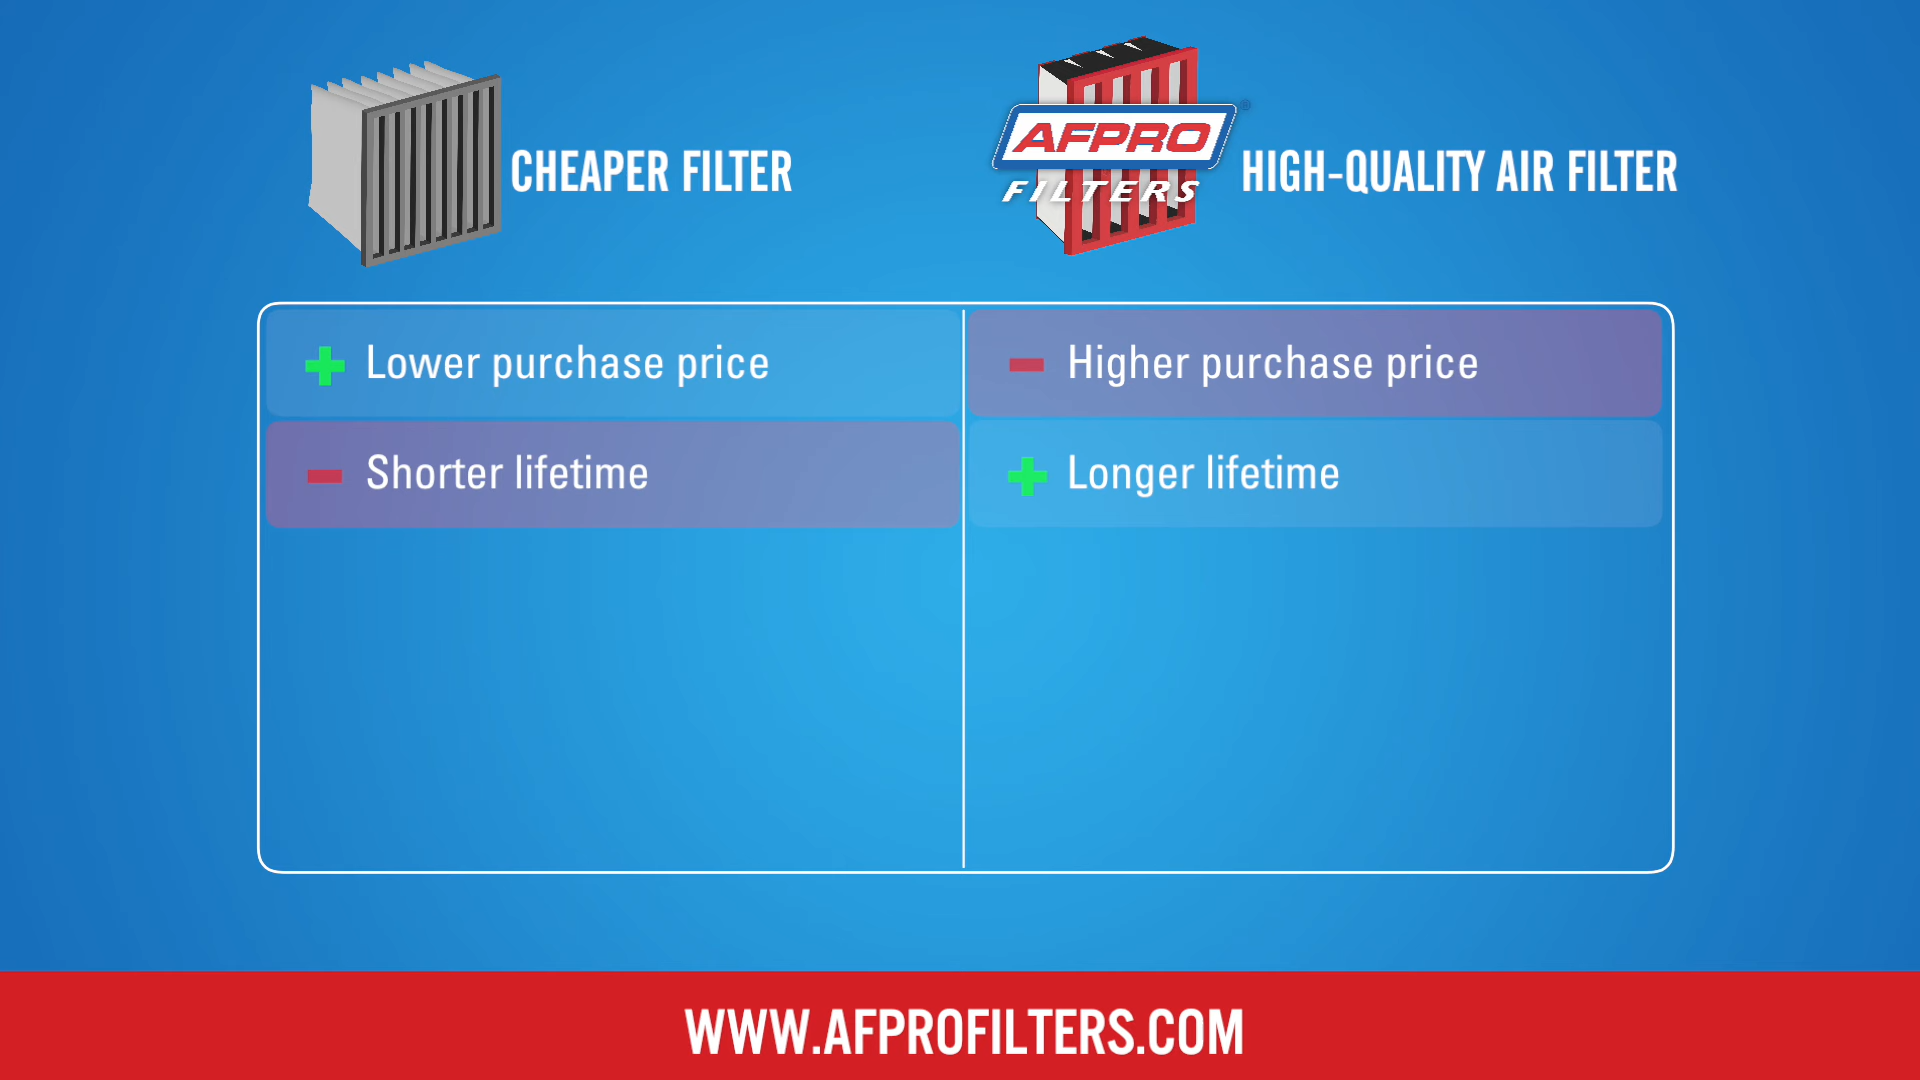 CHEAPER FILTER
AFPRO®
FILTERS
HIGH-QUALITY AIR FILTER
+ Lower purchase price
- Higher purchase price
- Shorter lifetime
+ Longer lifetime
WWW.AFPROFILTERS.COM